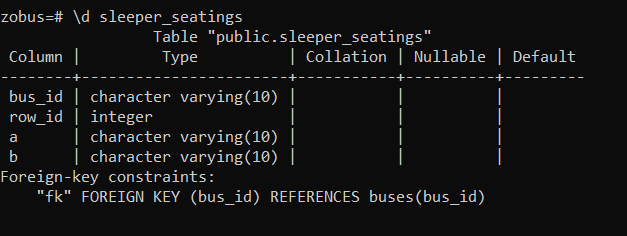 zobus=# \d sleeper_seatings
                Table "public.sleeper_seatings"
 Column |         Type          | Collation | Nullable | Default
--------+-----------------------+-----------+----------+---------
 bus_id | character varying(10) |           |          |
 row_id | integer               |           |          |
 a      | character varying(10) |           |          |
 b      | character varying(10) |           |          |
Foreign-key constraints:
    "fk" FOREIGN KEY (bus_id) REFERENCES buses(bus_id)